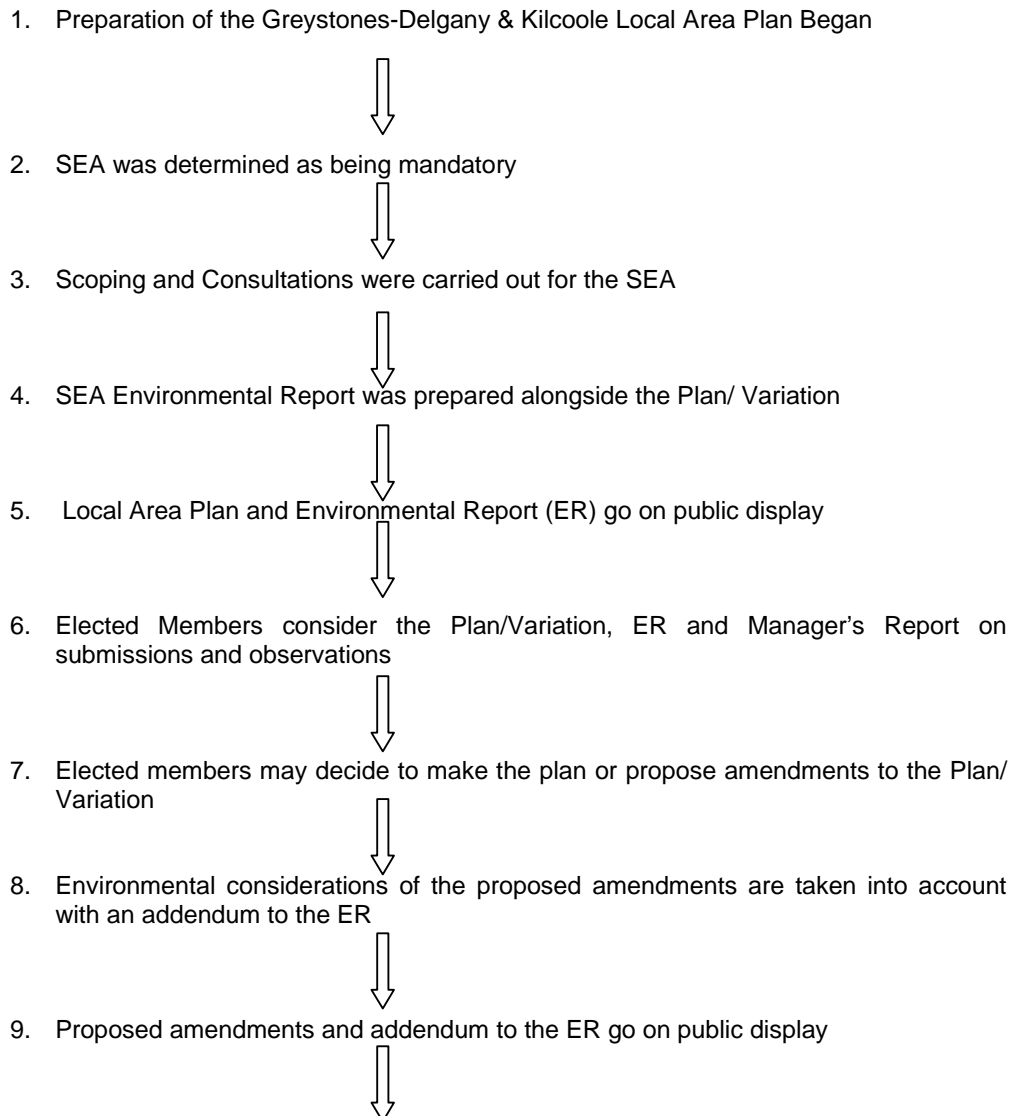 1. Preparation of the Greystones-Delgany & Kilcoole Local Area Plan Began
2. SEA was determined as being mandatory
3. Scoping and Consultations were carried out for the SEA
4. SEA Environmental Report was prepared alongside the Plan/ Variation
5. Local Area Plan and Environmental Report (ER) go on public display
6. Elected Members consider the Plan/Variation, ER and Manager's Report on
submissions and observations
7. Elected members may decide to make the plan or propose amendments to the Plan/
Variation
8. Environmental considerations of the proposed amendments are taken into account
with an addendum to the ER
9. Proposed amendments and addendum to the ER go on public display